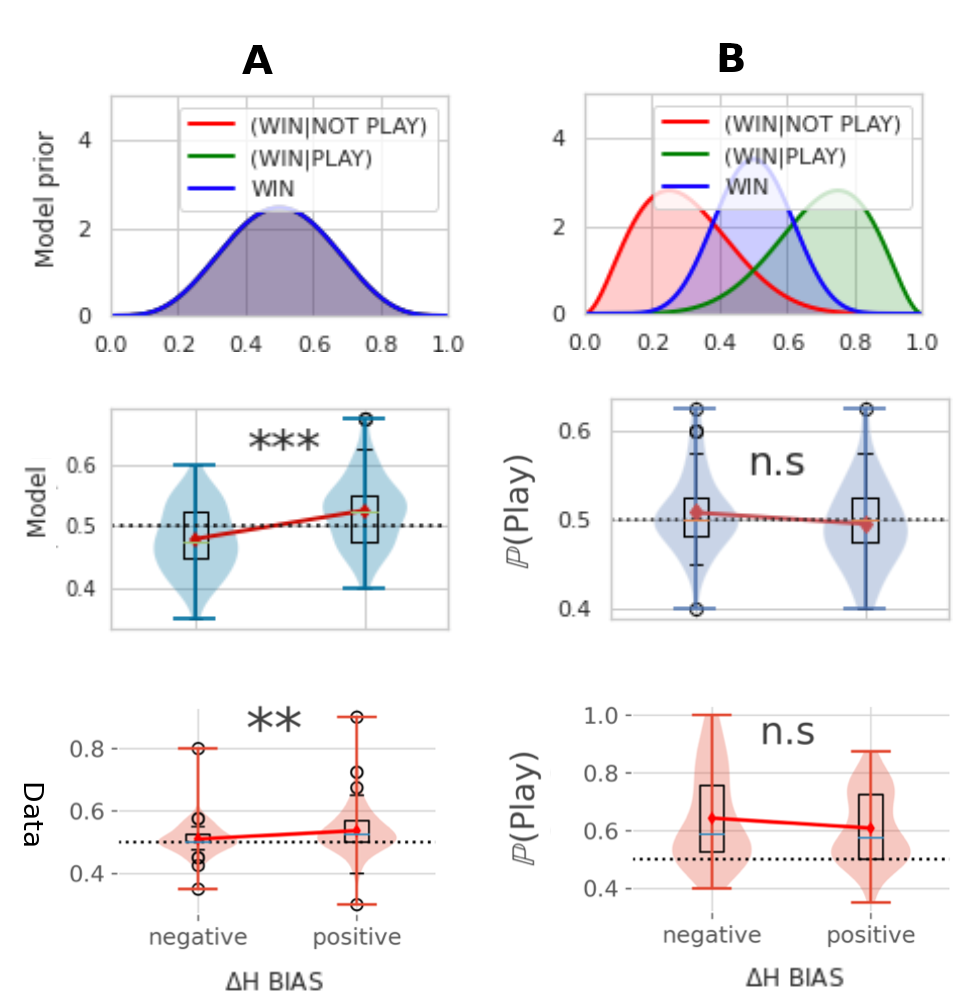 A
B
Model prior
(WIN|NOT PLAY)
(WIN|PLAY)
WIN
4
2
0
0.0 0.2 0.4 0.6 0.8 1.0
(WIN|NOT PLAY)
(WIN|PLAY)
WIN
4
2
0
0.0 0.2 0.4 0.6 0.8 1.0
Model
***
0.6
0.5
0.4
ℙ(Play)
n.s
0.6
0.5
0.4
Data
**
0.8
0.6
0.4
negative positive
ΔH BIAS
ℙ(Play)
n.s
1.0
0.8
0.6
0.4
negative positive
ΔH BIAS